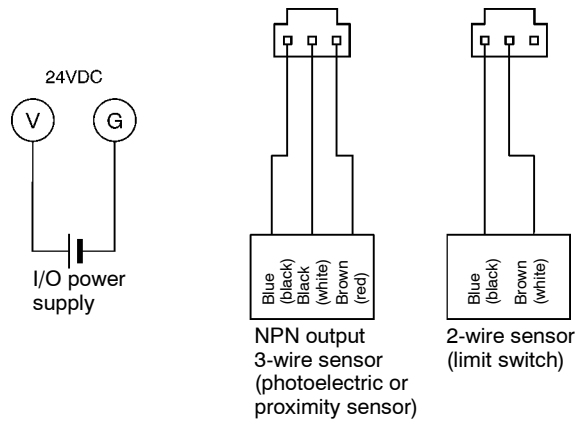 24VDC
V
G
I/O power
supply
Blue
(black)
Black
(white)
Brown
(red)
NPN output
3-wire sensor
(photoelectric or
proximity sensor)
Blue
(black)
Brown
(white)
2-wire sensor
(limit switch)